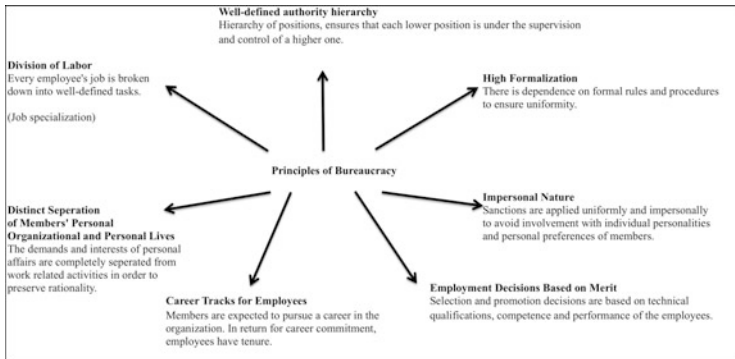 Well-defined authority hierarchy
Hierarchy of positions, ensures that each lower position is under the supervision
and control of a higher one.
Division of Labor
Every employee's job is broken
down into well-defined tasks.
(Job specialization)
High Formalization
There is dependence on formal rules and procedures
to ensure uniformity.
Principles of Bureaucracy
Distinct Seperation
of Members' Personal
Organizational and Personal Lives
The demands and interests of personal
affairs are completely seperated from
work related activities in order to
preserve rationality.
Impersonal Nature
Sanctions are applied uniformly and impersonally
to avoid involvement with individual personalities
and personal preferences of members.
Career Tracks for Employees
Members are expected to pursue a career in the
organization. In return for career commitment,
employees have tenure.
Employment Decisions Based on Merit
Selection and promotion decisions are based on technical
qualifications, competence and performance of the employees.